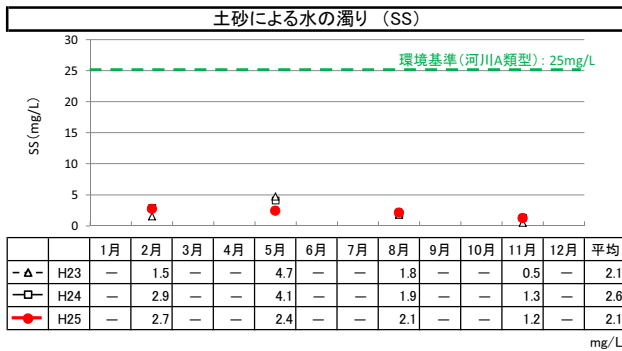 土砂による水の濁り (SS)
30
環境基準(河川A類型): 25mg/L
25
20
SS(mg/L)
15
10
5
0
1月 2月 3月 4月 5月 6月 7月 8月 9月 10月 11月 12月 平均
H23 — 1.5 — — 4.7 — — 1.8 — — 0.5 — 2.1
H24 — 2.9 — — 4.1 — — 1.9 — — 1.3 — 2.6
H25 — 2.7 — — 2.4 — — 2.1 — — 1.2 — 2.1
mg/L